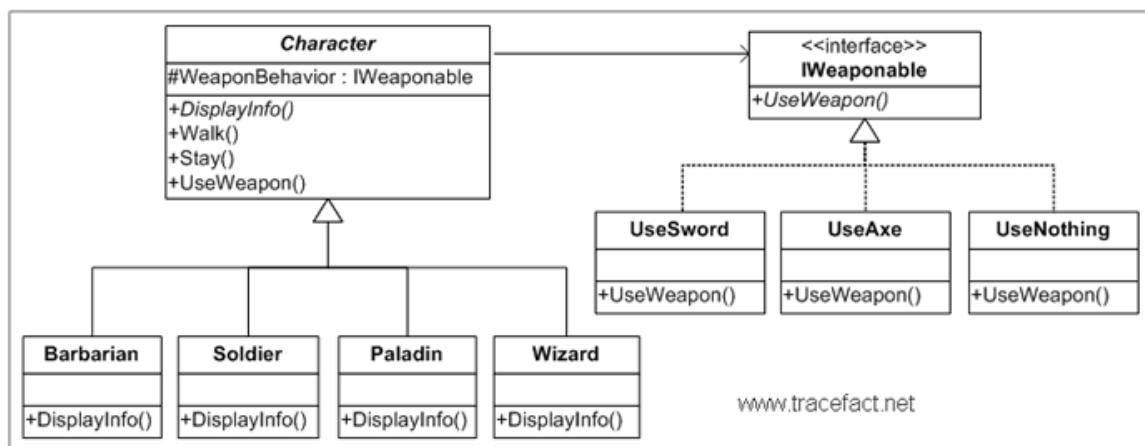 Character
#WeaponBehavior : IWeaponable
+DisplayInfo()
+Walk()
+Stay()
+UseWeapon()
<<interface>>
IWeaponable
+UseWeapon()
UseSword
+UseWeapon()
UseAxe
+UseWeapon()
UseNothing
+UseWeapon()
Barbarian
+DisplayInfo()
Soldier
+DisplayInfo()
Paladin
+DisplayInfo()
Wizard
+DisplayInfo()
www.tracefact.net